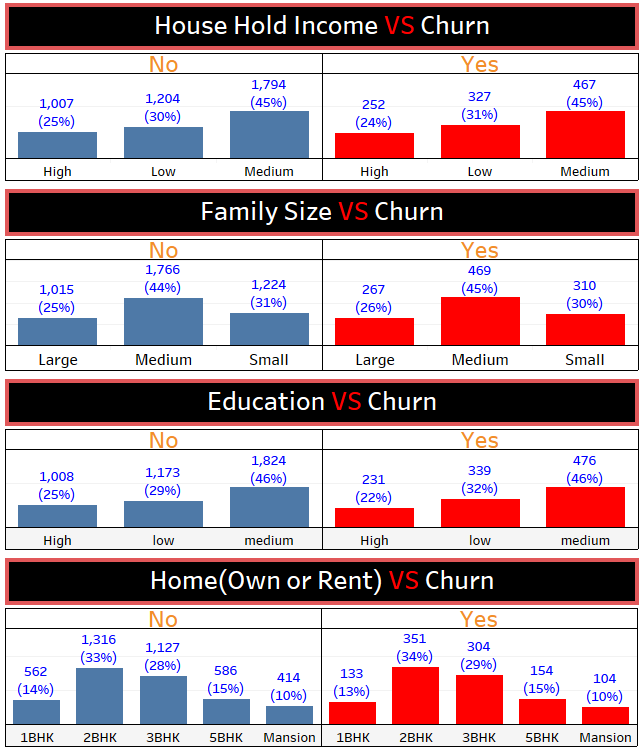 House Hold Income VS Churn
No Yes
1,007 (25%) 1,204 (30%) 1,794 (45%) 252 (24%) 327 (31%) 467 (45%)
High Low Medium High Low Medium
Family Size VS Churn
No Yes
1,015 (25%) 1,766 (44%) 1,224 (31%) 267 (26%) 469 (45%) 310 (30%)
Large Medium Small Large Medium Small
Education VS Churn
No Yes
1,008 (25%) 1,173 (29%) 1,824 (46%) 231 (22%) 339 (32%) 476 (46%)
High low medium High low medium
Home(Own or Rent) VS Churn
No Yes
562 (14%) 1,316 (33%) 1,127 (28%) 586 (15%) 414 (10%) 133 (13%) 351 (34%) 304 (29%) 154 (15%) 104 (10%)
1BHK 2BHK 3BHK 5BHK Mansion 1BHK 2BHK 3BHK 5BHK Mansion